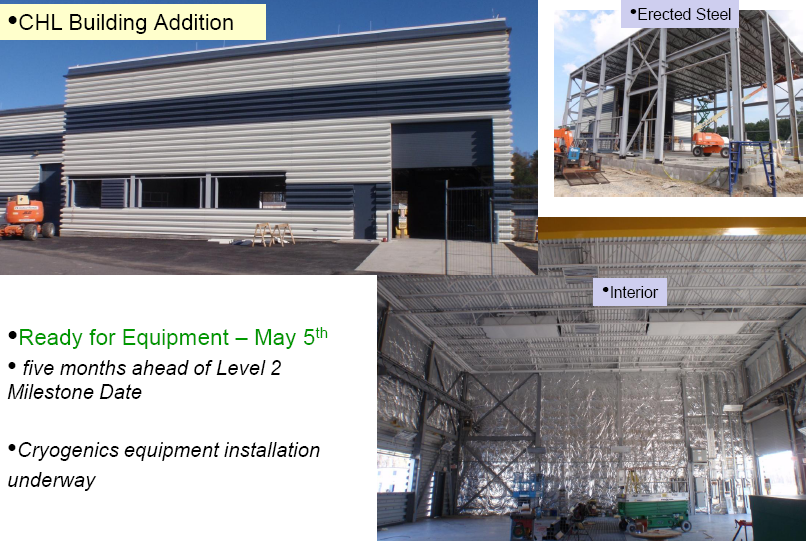 •CHL Building Addition
•Erected Steel
•Interior
•Ready for Equipment – May 5th
• five months ahead of Level 2
Milestone Date
•Cryogenics equipment installation
underway